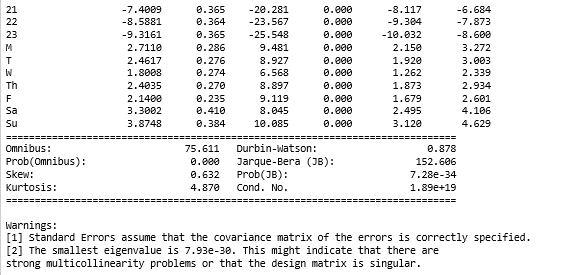 21 -7.4009 0.365 -20.281 0.000 -8.117 -6.684
22 -8.5881 0.364 -23.567 0.000 -9.304 -7.873
23 -9.3161 0.365 -25.548 0.000 -10.032 -8.600
M 2.7110 0.286 9.481 0.000 2.150 3.272
T 2.4617 0.276 8.927 0.000 1.920 3.003
W 1.8008 0.274 6.568 0.000 1.262 2.339
Th 2.4035 0.270 8.897 0.000 1.873 2.934
F 2.1400 0.235 9.119 0.000 1.679 2.601
Sa 3.3002 0.410 8.045 0.000 2.495 4.106
Su 3.8748 0.384 10.085 0.000 3.120 4.629
==============================================================================
Omnibus: 75.611 Durbin-Watson: 0.878
Prob(Omnibus): 0.000 Jarque-Bera (JB): 152.606
Skew: 0.632 Prob(JB): 7.28e-34
Kurtosis: 4.870 Cond. No. 1.89e+19
==============================================================================
Warnings:
[1] Standard Errors assume that the covariance matrix of the errors is correctly specified.
[2] The smallest eigenvalue is 7.93e-30. This might indicate that there are
strong multicollinearity problems or that the design matrix is singular.